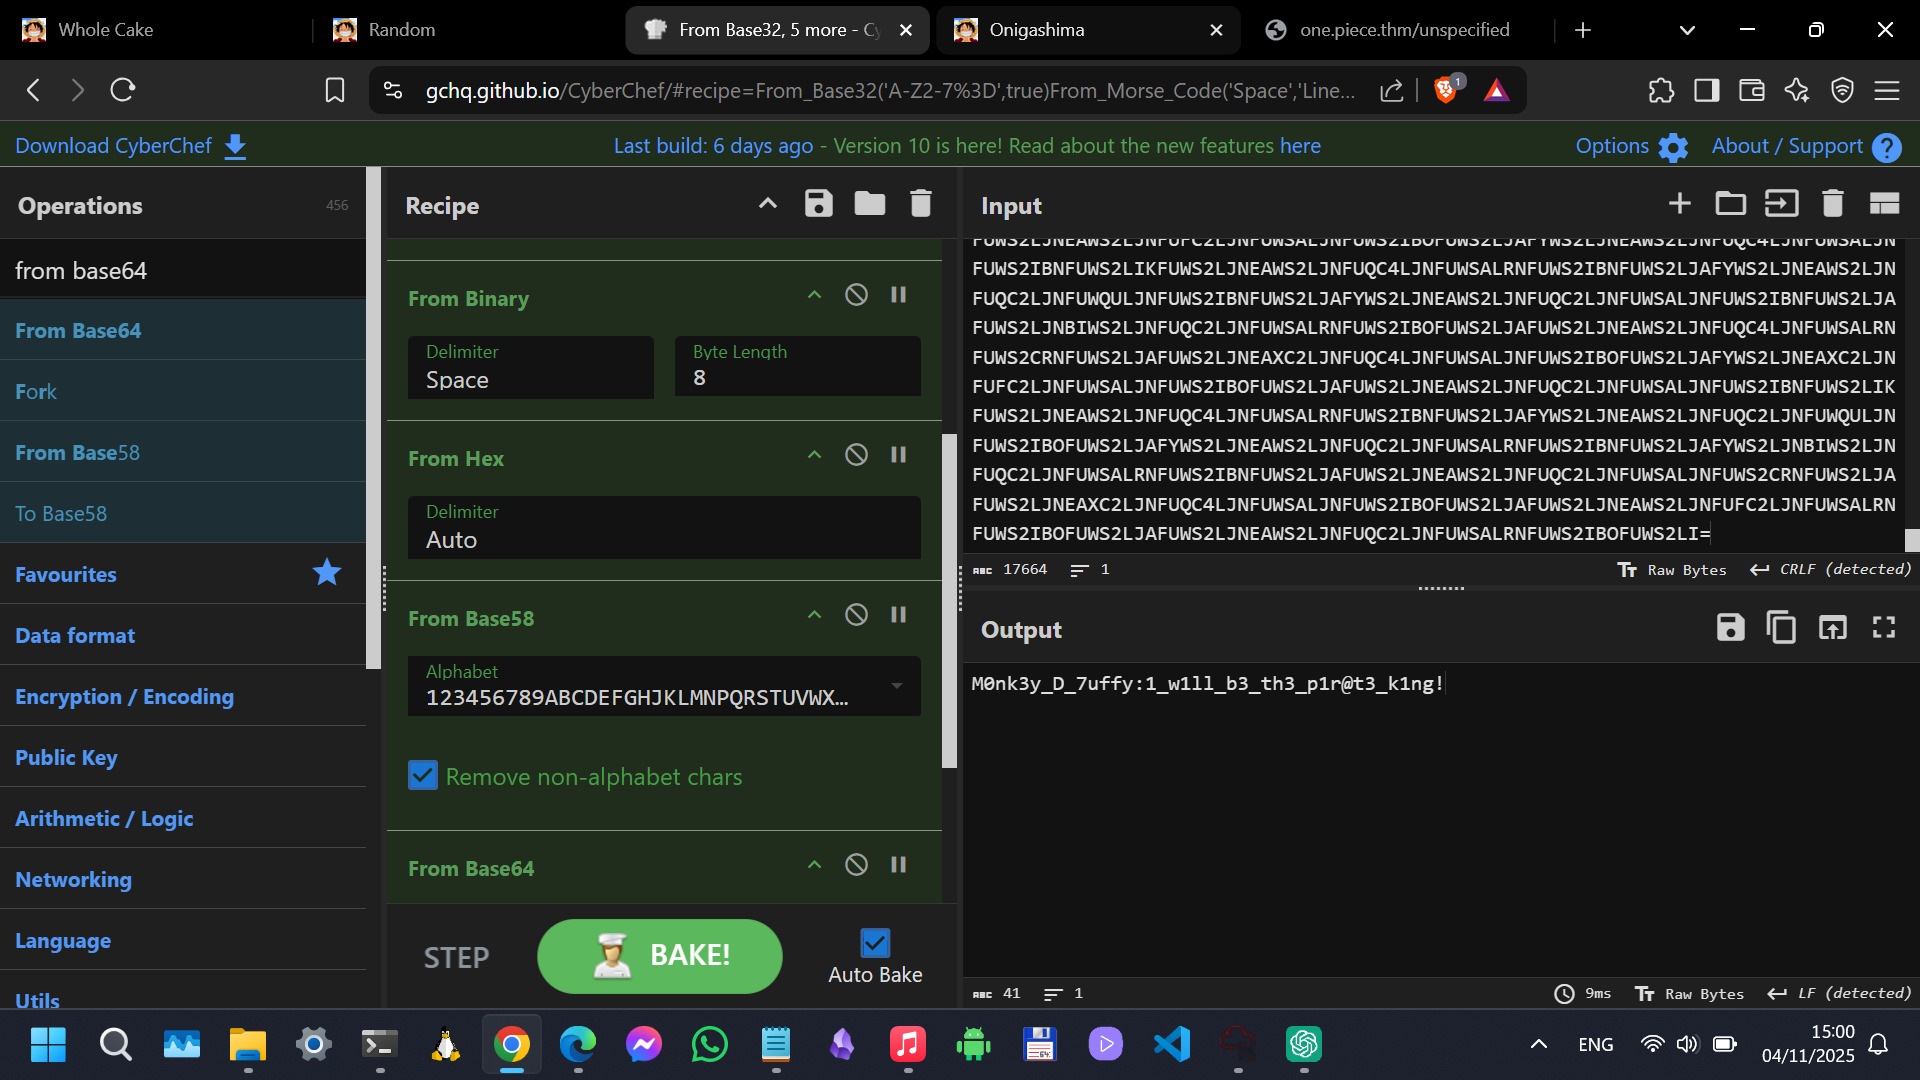 Whole Cake
Random
From Base32, 5 more - Cy
Onigashima
one.piece.thm/unspecified
gchq.github.io/CyberChef/#recipe=From_Base32('A-Z2-7%3D',true)From_Morse_Code('Space','Line...
1
Download CyberChef
Last build: 6 days ago - Version 10 is here! Read about the new features here
Options
About / Support
Operations
456
from base64
From Base64
Fork
From Base58
To Base58
Favourites
Data format
Encryption / Encoding
Public Key
Arithmetic / Logic
Networking
Language
Utils
Recipe
From Binary
Delimiter
Space
Byte Length
8
From Hex
Delimiter
Auto
From Base58
Alphabet
123456789ABCDEFGHJKLMNPQRSTUVWX...
Remove non-alphabet chars
From Base64
STEP
BAKE!
Auto Bake
Input
FUWS2LJNEAWS2LJNFUFC2LJNFUWSALJNFUWS2IBOFUWS2LJAFYWS2LJNEAWS2LJNFUQC4LJNFUWSALJN
FUWS2IBNFUWS2LIKFUWS2LJNEAWS2LJNFUQC4LJNFUWSALRNFUWS2IBNFUWS2LJAFYWS2LJNEAWS2LJN
FUQC2LJNFUWQULJNFUWS2IBNFUWS2LJAFYWS2LJNEAWS2LJNFUQC2LJNFUWSALJNFUWS2IBNFUWS2LJA
FUWS2LJNBIWS2LJNFUQC2LJNFUWSALRNFUWS2IBOFUWS2LJAFUWS2LJNEAWS2LJNFUQC4LJNFUWSALRN
FUWS2CRNFUWS2LJAFUWS2LJNEAXC2LJNFUQC4LJNFUWSALJNFUWS2IBOFUWS2LJAFYWS2LJNEAXC2LJN
FUFC2LJNFUWSALJNFUWS2IBOFUWS2LJAFUWS2LJNEAWS2LJNFUQC2LJNFUWSALJNFUWS2IBNFUWS2LIK
FUWS2LJNEAWS2LJNFUQC4LJNFUWSALRNFUWS2IBNFUWS2LJAFYWS2LJNEAWS2LJNFUQC2LJNFUWQULJN
FUWS2IBOFUWS2LJAFYWS2LJNEAWS2LJNFUQC2LJNFUWSALRNFUWS2IBNFUWS2LJAFYWS2LJNBIWS2LJN
FUQC2LJNFUWSALRNFUWS2IBNFUWS2LJAFUWS2LJNEAWS2LJNFUQC2LJNFUWSALJNFUWS2CRNFUWS2LJA
FUWS2LJNEAXC2LJNFUQC4LJNFUWSALJNFUWS2IBOFUWS2LJAFUWS2LJNEAWS2LJNFUFC2LJNFUWSALRN
FUWS2IBOFUWS2LJAFUWS2LJNEAWS2LJNFUQC2LJNFUWSALRNFUWS2IBOFUWS2LI=
ABC 17664 1
Raw Bytes
CRLF (detected)
Output
M0nk3y_D_7uffy:1_w1ll_b3_th3_p1r@t3_k1ng!
ABC 41 1
9ms
Raw Bytes
LF (detected)
64
ENG
15:00
04/11/2025